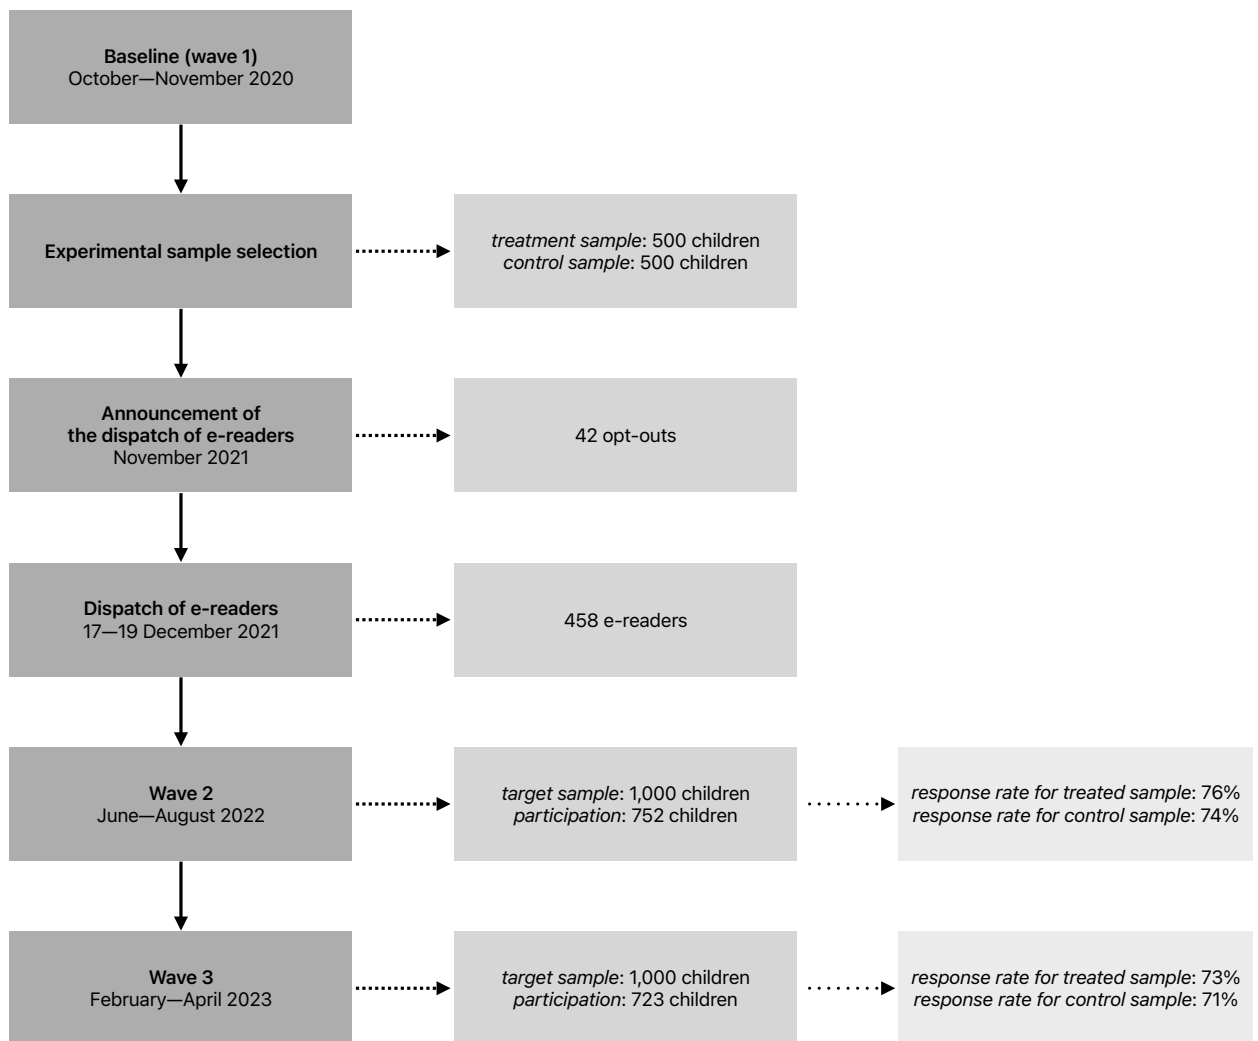 Baseline (wave 1)
October—November 2020
Experimental sample selection
treatment sample: 500 children
control sample: 500 children
Announcement of
the dispatch of e-readers
November 2021
42 opt-outs
Dispatch of e-readers
17—19 December 2021
458 e-readers
Wave 2
June—August 2022
target sample: 1,000 children
participation: 752 children
response rate for treated sample: 76%
response rate for control sample: 74%
Wave 3
February—April 2023
target sample: 1,000 children
participation: 723 children
response rate for treated sample: 73%
response rate for control sample: 71%